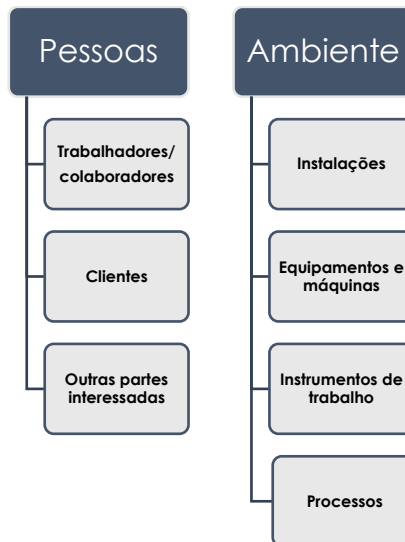 Pessoas
Trabalhadores/
colaboradores
Clientes
Outras partes
interessadas
Ambiente
Instalações
Equipamentos e
máquinas
Instrumentos de
trabalho
Processos